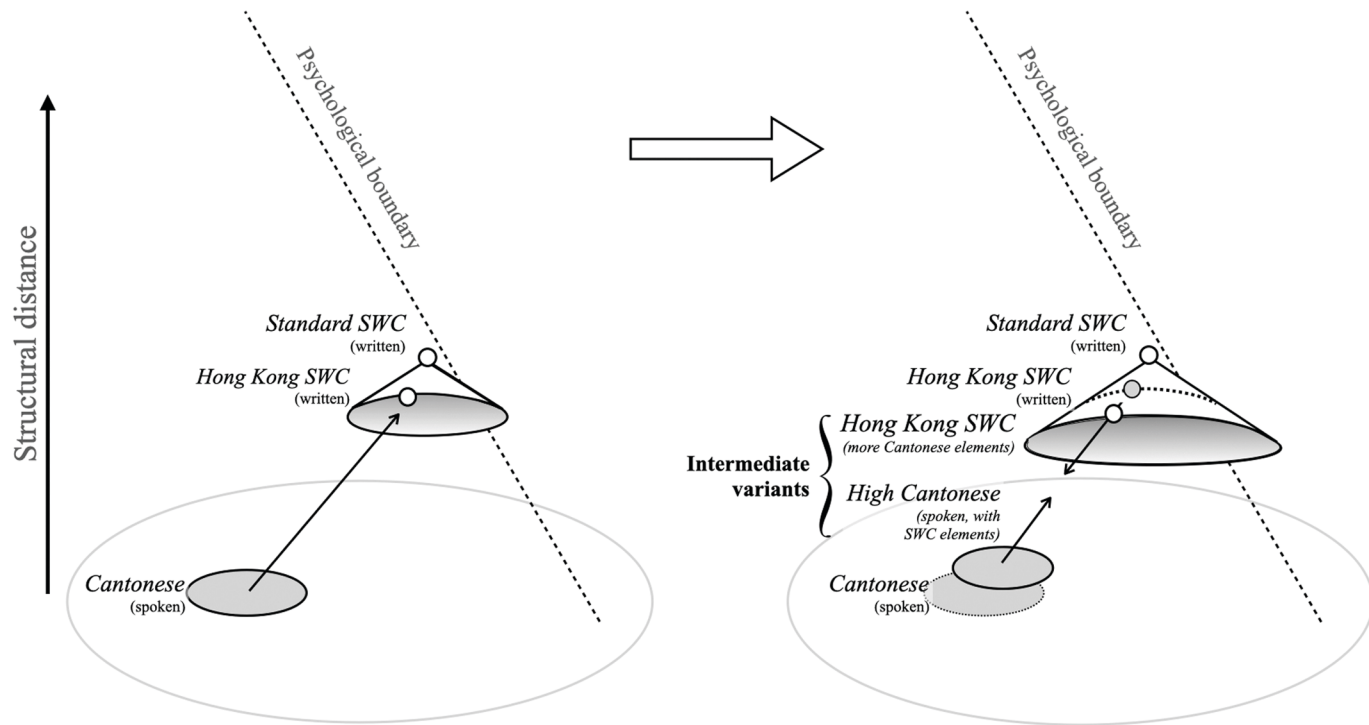 Structural distance
Psychological boundary
Standard SWC
(written)
Hong Kong SWC
(written)
Cantonese
(spoken)
Psychological boundary
Standard SWC
(written)
Hong Kong SWC
(written)
Intermediate
variants
Hong Kong SWC
(more Cantonese elements)
High Cantonese
(spoken, with
SWC elements)
Cantonese
(spoken)